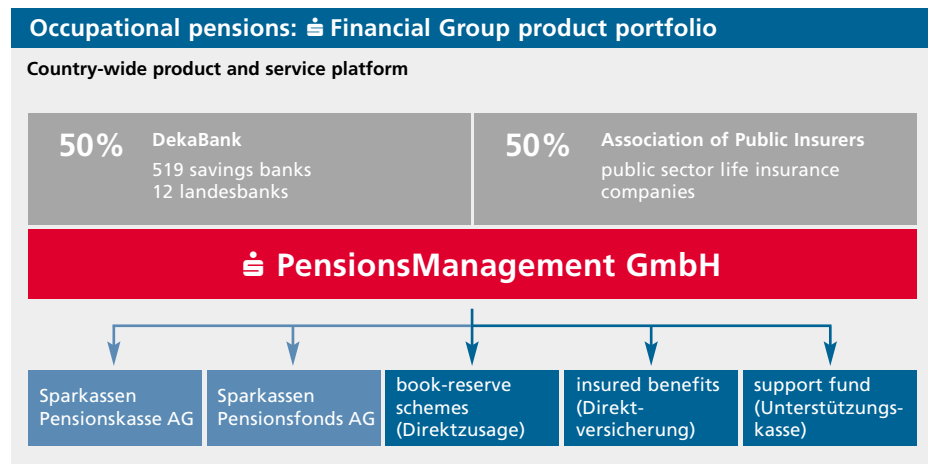 Occupational pensions: Financial Group product portfolio
Country-wide product and service platform
50%
DekaBank
519 savings banks
12 landesbanks
50%
Association of Public Insurers
public sector life insurance
companies
PensionsManagement GmbH
Sparkassen
Pensionskasse AG
Sparkassen
Pensionsfonds AG
book-reserve
schemes
(Direktzusage)
insured benefits
(Direkt-
versicherung)
support fund
(Unterstützungs-
kasse)